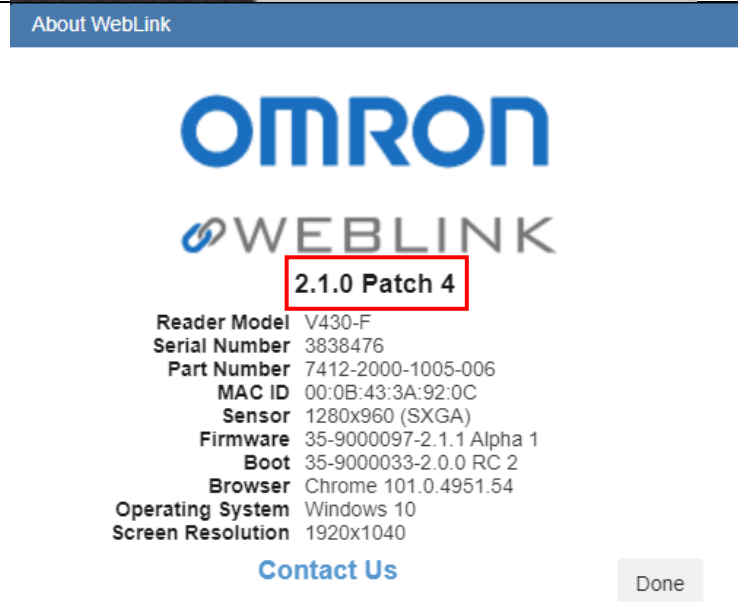 About WebLink
OMRON
WEBLINK
2.1.0 Patch 4
Reader Model V430-F
Serial Number 3838476
Part Number 7412-2000-1005-006
MAC ID 00:0B:43:3A:92:0C
Sensor 1280x960 (SXGA)
Firmware 35-9000097-2.1.1 Alpha 1
Boot 35-9000033-2.0.0 RC 2
Browser Chrome 101.0.4951.54
Operating System Windows 10
Screen Resolution 1920x1040
Contact Us
Done